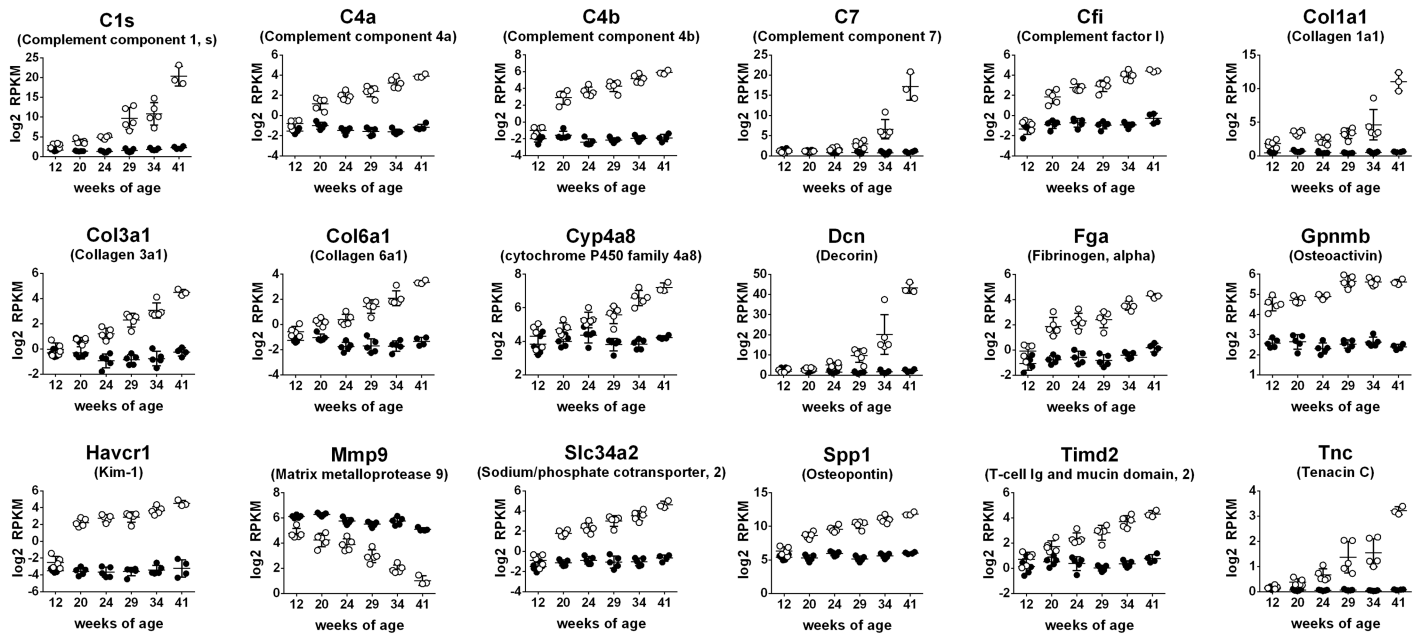 C1s
(Complement component 1, s)
log2 RPKM
25
20
15
10
5
0
12 20 24 29 34 41
weeks of age
C4a
(Complement component 4a)
log2 RPKM
6
4
2
0
-2
-4
12 20 24 29 34 41
weeks of age
C4b
(Complement component 4b)
log2 RPKM
8
6
4
2
0
-2
-4
12 20 24 29 34 41
weeks of age
C7
(Complement component 7)
log2 RPKM
25
20
15
10
5
0
12 20 24 29 34 41
weeks of age
Cfi
(Complement factor I)
log2 RPKM
6
4
2
0
-2
-4
12 20 24 29 34 41
weeks of age
Col1a1
(Collagen 1a1)
log2 RPKM
15
10
5
0
12 20 24 29 34 41
weeks of age
Col3a1
(Collagen 3a1)
log2 RPKM
6
4
2
0
-2
12 20 24 29 34 41
weeks of age
Col6a1
(Collagen 6a1)
log2 RPKM
4
2
0
-2
-4
12 20 24 29 34 41
weeks of age
Cyp4a8
(cytochrome P450 family 4a8)
log2 RPKM
8
6
4
2
12 20 24 29 34 41
weeks of age
Dcn
(Decorin)
log2 RPKM
50
40
30
20
10
0
12 20 24 29 34 41
weeks of age
Fga
(Fibrinogen, alpha)
log2 RPKM
6
4
2
0
-2
12 20 24 29 34 41
weeks of age
Gpnmb
(Osteoactivin)
log2 RPKM
6
5
4
3
2
1
12 20 24 29 34 41
weeks of age
Havcr1
(Kim-1)
log2 RPKM
6
4
2
0
-2
-4
-6
12 20 24 29 34 41
weeks of age
Mmp9
(Matrix metalloprotease 9)
log2 RPKM
8
6
4
2
0
12 20 24 29 34 41
weeks of age
Slc34a2
(Sodium/phosphate cotransporter, 2)
log2 RPKM
6
4
2
0
-2
-4
12 20 24 29 34 41
weeks of age
Spp1
(Osteopontin)
log2 RPKM
15
10
5
0
12 20 24 29 34 41
weeks of age
Timd2
(T-cell Ig and mucin domain, 2)
log2 RPKM
6
4
2
0
-2
12 20 24 29 34 41
weeks of age
Tnc
(Tenacin C)
log2 RPKM
4
3
2
1
0
12 20 24 29 34 41
weeks of age